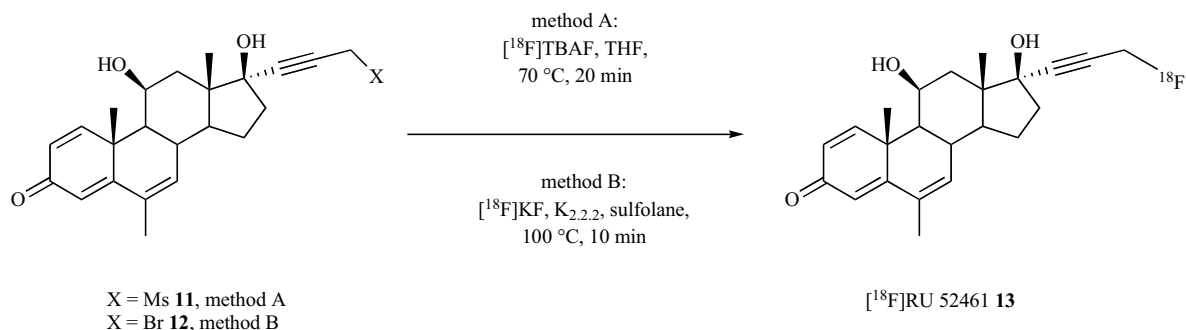 method A:
[¹⁸F]TBAF, THF,
70 °C, 20 min
OH
HO
X
O
method B:
[¹⁸F]KF, K₂.₂.₂, sulfolane,
100 °C, 10 min
OH
HO
¹⁸F
O
X = Ms 11, method A
X = Br 12, method B
[¹⁸F]RU 52461 13